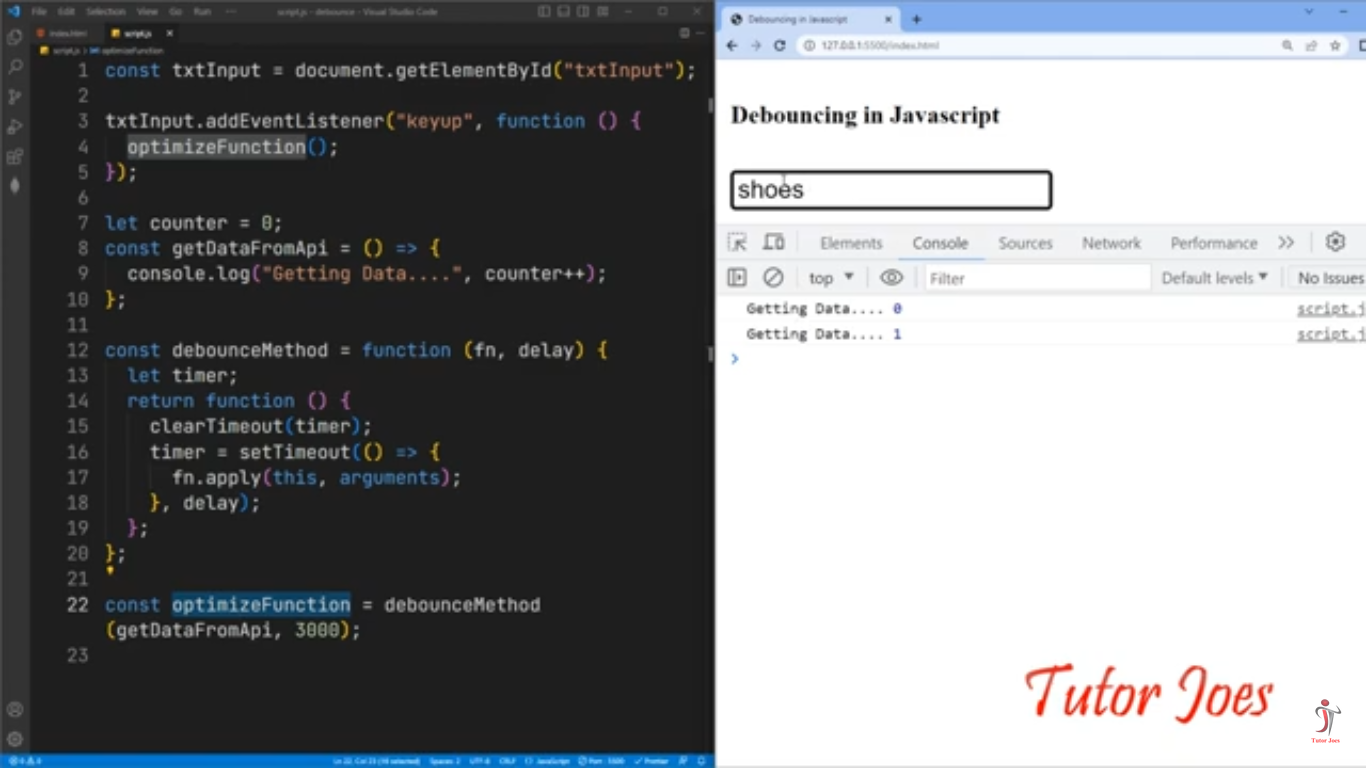 File Edit Selection View Go Run ··· script.js - debounce - Visual Studio Code
index.html script.js
script.js > optimizeFunction
1 const txtInput = document.getElementById("txtInput");
2
3 txtInput.addEventListener("keyup", function () {
4 optimizeFunction();
5 });
6
7 let counter = 0;
8 const getDataFromApi = () => {
9 console.log("Getting Data....", counter++);
10 };
11
12 const debounceMethod = function (fn, delay) {
13 let timer;
14 return function () {
15 clearTimeout(timer);
16 timer = setTimeout(() => {
17 fn.apply(this, arguments);
18 }, delay);
19 };
20 };
21
22 const optimizeFunction = debounceMethod
(getDataFromApi, 3000);
23
Ln 22, Col 23 (16 selected) Spaces: 2 UTF-8 CRLF JavaScript Port : 5500 Prettier
Debouncing in Javascript
127.0.0.1:5500/index.html
Debouncing in Javascript
shoes
Elements Console Sources Network Performance
top Filter Default levels No Issues
Getting Data.... 0 script.j
Getting Data.... 1 script.j
Tutor Joes
Tutor Joes